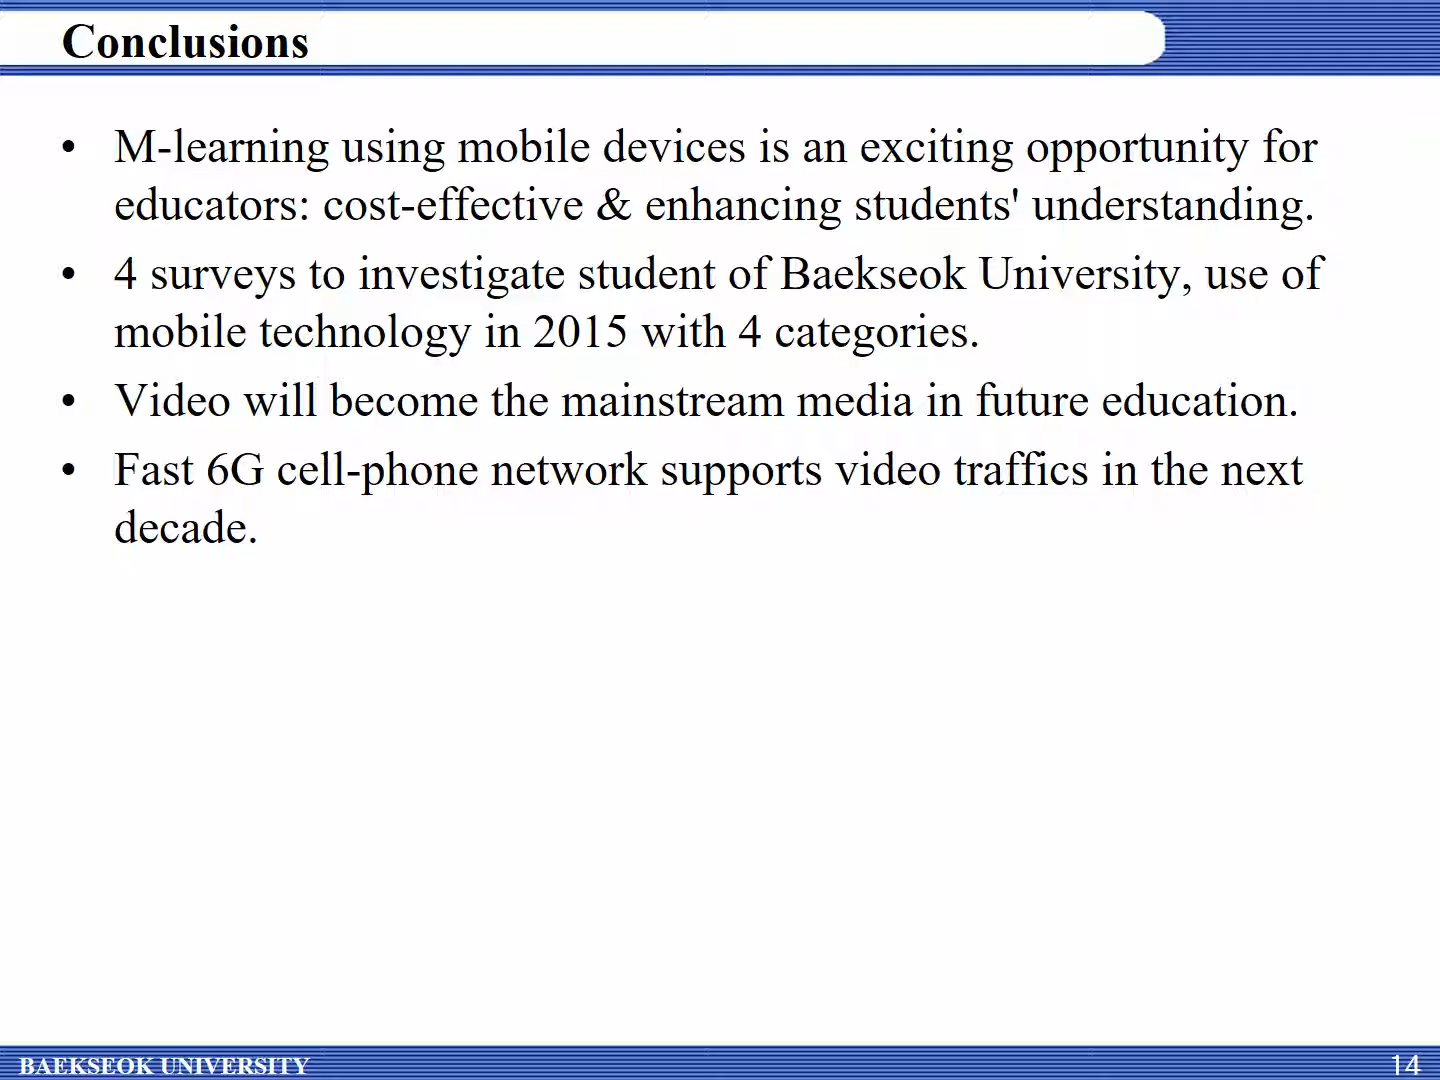 Conclusions
• M-learning using mobile devices is an exciting opportunity for
educators: cost-effective & enhancing students' understanding.
• 4 surveys to investigate student of Baekseok University, use of
mobile technology in 2015 with 4 categories.
• Video will become the mainstream media in future education.
• Fast 6G cell-phone network supports video traffics in the next
decade.
BAEKSEOK UNIVERSITY
14